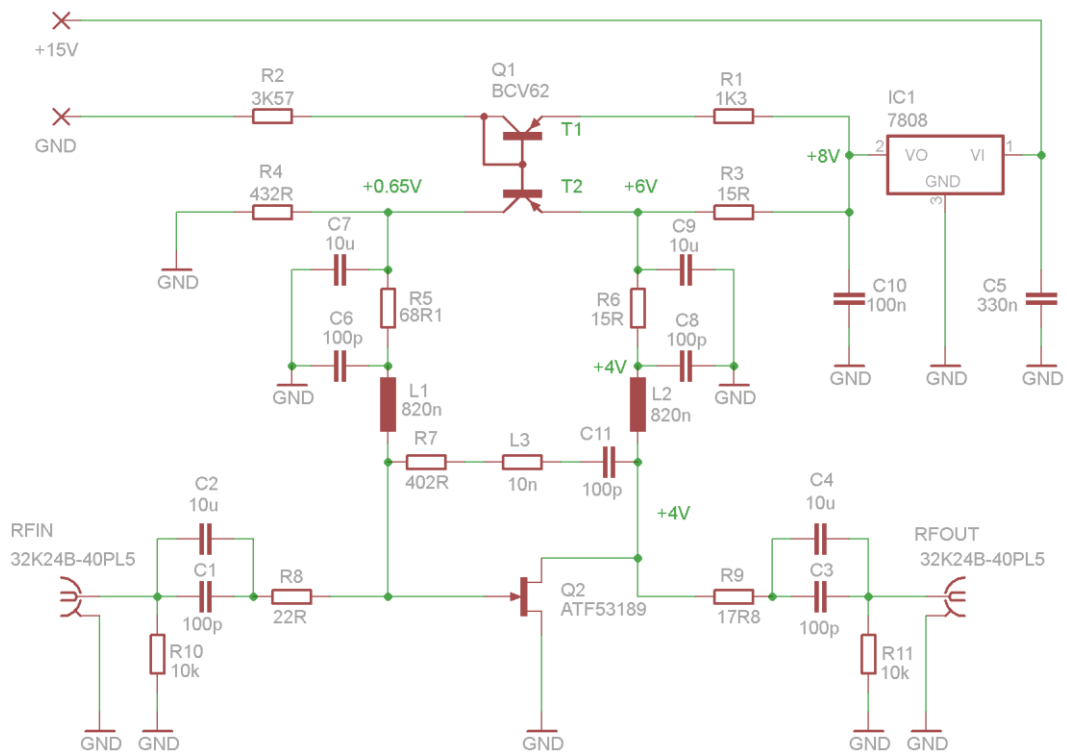 +15V
GND
R2
3K57
Q1
BCV62
T1
R1
1K3
IC1
7808
2
VO
VI
1
GND
3
+8V
R4
432R
+0.65V
T2
+6V
R3
15R
GND
C7
10u
C9
10u
R5
68R1
R6
15R
C6
100p
C8
100p
C10
100n
C5
330n
GND
GND
GND
GND
GND
+4V
L1
820n
L2
820n
R7
402R
L3
10n
C11
100p
+4V
RFIN
32K24B-40PL5
C2
10u
C1
100p
R8
22R
R10
10k
Q2
ATF53189
R9
17R8
C4
10u
C3
100p
RFOUT
32K24B-40PL5
R11
10k
GND
GND
GND
GND
GND